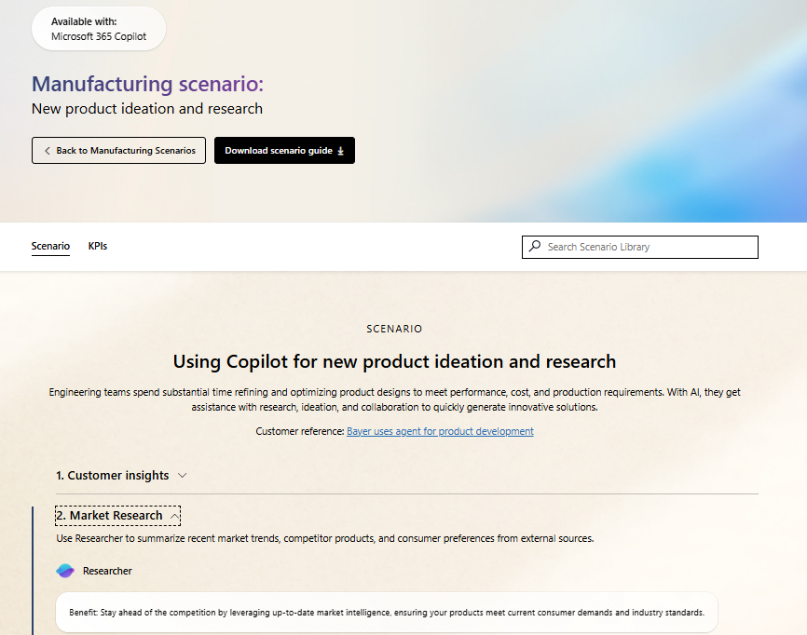 Available with:
Microsoft 365 Copilot
Manufacturing scenario:
New product ideation and research
Back to Manufacturing Scenarios
Download scenario guide
Scenario
KPIs
Search Scenario Library
SCENARIO
Using Copilot for new product ideation and research
Engineering teams spend substantial time refining and optimizing product designs to meet performance, cost, and production requirements. With AI, they get
assistance with research, ideation, and collaboration to quickly generate innovative solutions.
Customer reference: Bayer uses agent for product development
1. Customer insights
2. Market Research
Use Researcher to summarize recent market trends, competitor products, and consumer preferences from external sources.
Researcher
Benefit: Stay ahead of the competition by leveraging up-to-date market intelligence, ensuring your products meet current consumer demands and industry standards.